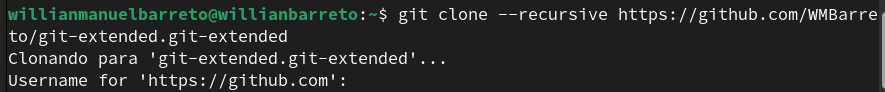 willianmanuelbarreto@willianbarreto:~$ git clone --recursive https://github.com/WMBarre
to/git-extended.git-extended
Clonando para 'git-extended.git-extended'...
Username for 'https://github.com':